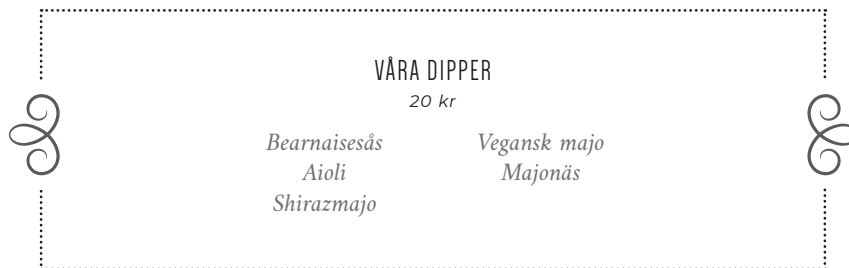 VÅRA DIPPER
20 kr
Bearnaisesås
Aioli
Shirazmajo
Vegansk majo
Majonäs